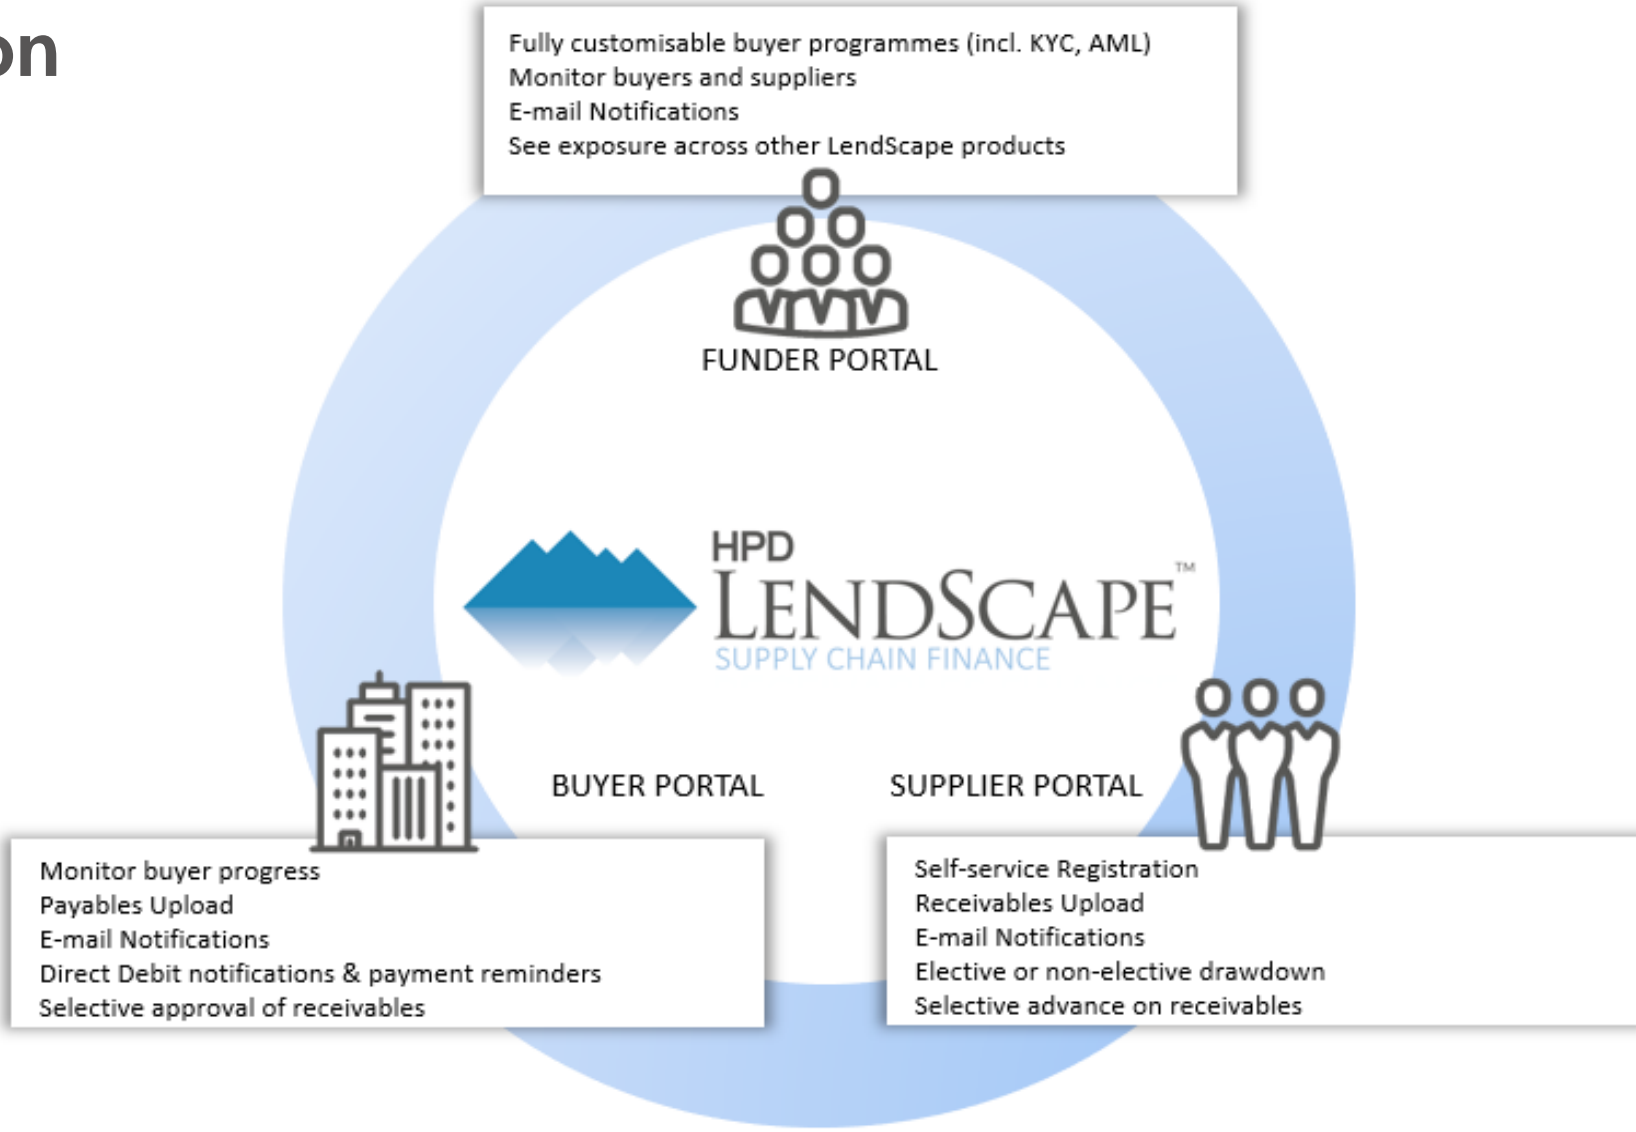 on
Fully customisable buyer programmes (incl. KYC, AML)
Monitor buyers and suppliers
E-mail Notifications
See exposure across other LendScape products
FUNDER PORTAL
HPD
LENDSCAPE™
SUPPLY CHAIN FINANCE
BUYER PORTAL
SUPPLIER PORTAL
Monitor buyer progress
Payables Upload
E-mail Notifications
Direct Debit notifications & payment reminders
Selective approval of receivables
Self-service Registration
Receivables Upload
E-mail Notifications
Elective or non-elective drawdown
Selective advance on receivables